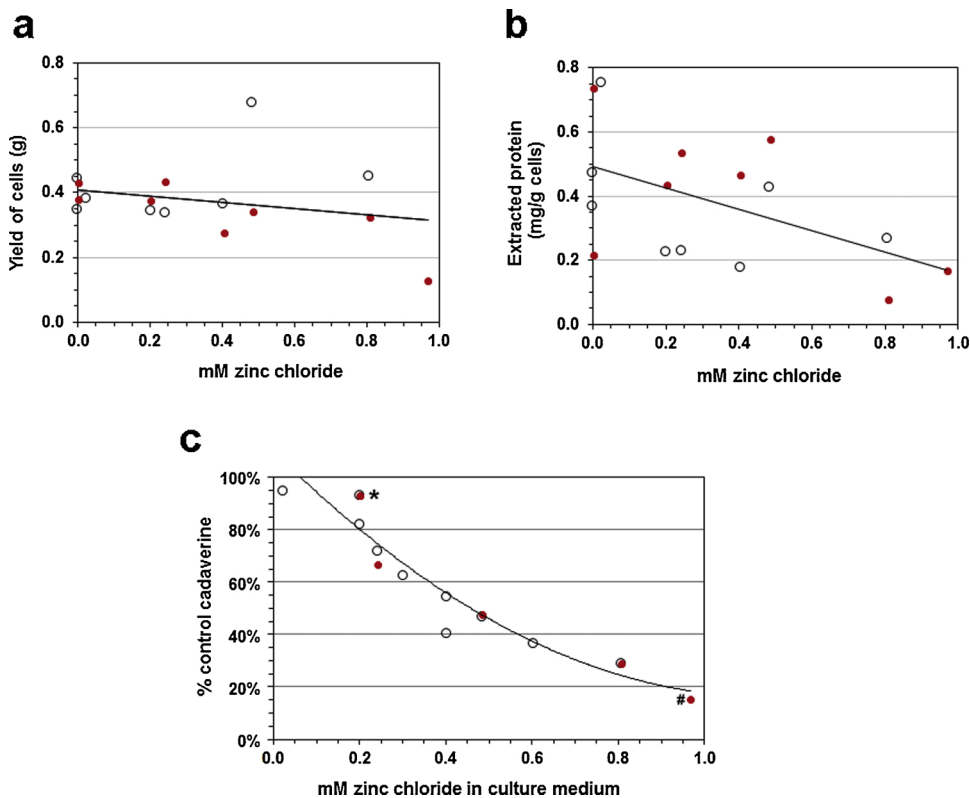 a
0.8
0.6
0.4
0.2
0.0
Yield of cells (g)
0.0 0.2 0.4 0.6 0.8 1.0
mM zinc chloride
b
0.8
0.6
0.4
0.2
0.0
Extracted protein
(mg/g cells)
0.0 0.2 0.4 0.6 0.8 1.0
mM zinc chloride
c
100%
80%
60%
40%
20%
0%
% control cadaverine
*
#
0.0 0.2 0.4 0.6 0.8 1.0
mM zinc chloride in culture medium